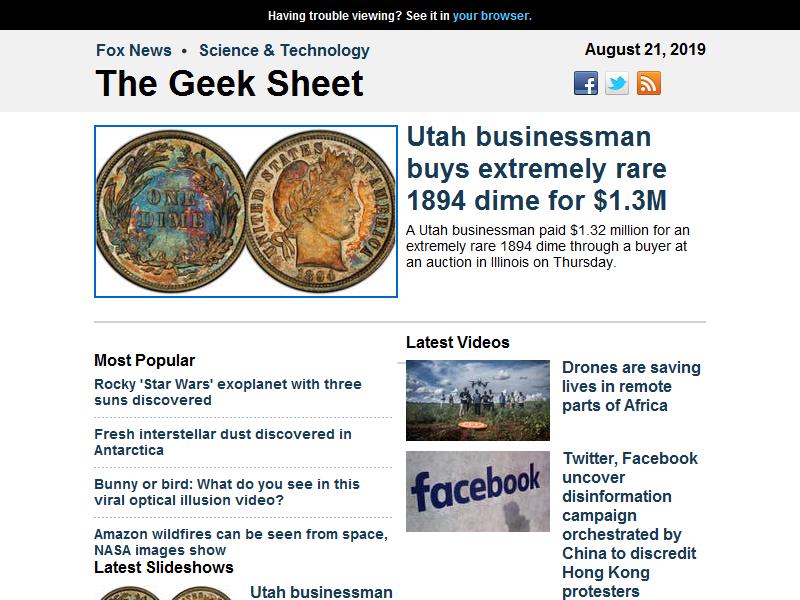 Having trouble viewing? See it in your browser.
Fox News • Science & Technology
August 21, 2019
The Geek Sheet
ONE
DIME
UNITED STATES OF AMERICA
1894
Utah businessman
buys extremely rare
1894 dime for $1.3M
A Utah businessman paid $1.32 million for an
extremely rare 1894 dime through a buyer at
an auction in Illinois on Thursday.
Most Popular
Rocky 'Star Wars' exoplanet with three
suns discovered
Fresh interstellar dust discovered in
Antarctica
Bunny or bird: What do you see in this
viral optical illusion video?
Amazon wildfires can be seen from space,
NASA images show
Latest Slideshows
Utah businessman
Latest Videos
Drones are saving
lives in remote
parts of Africa
facebook
Twitter, Facebook
uncover
disinformation
campaign
orchestrated by
China to discredit
Hong Kong
protesters